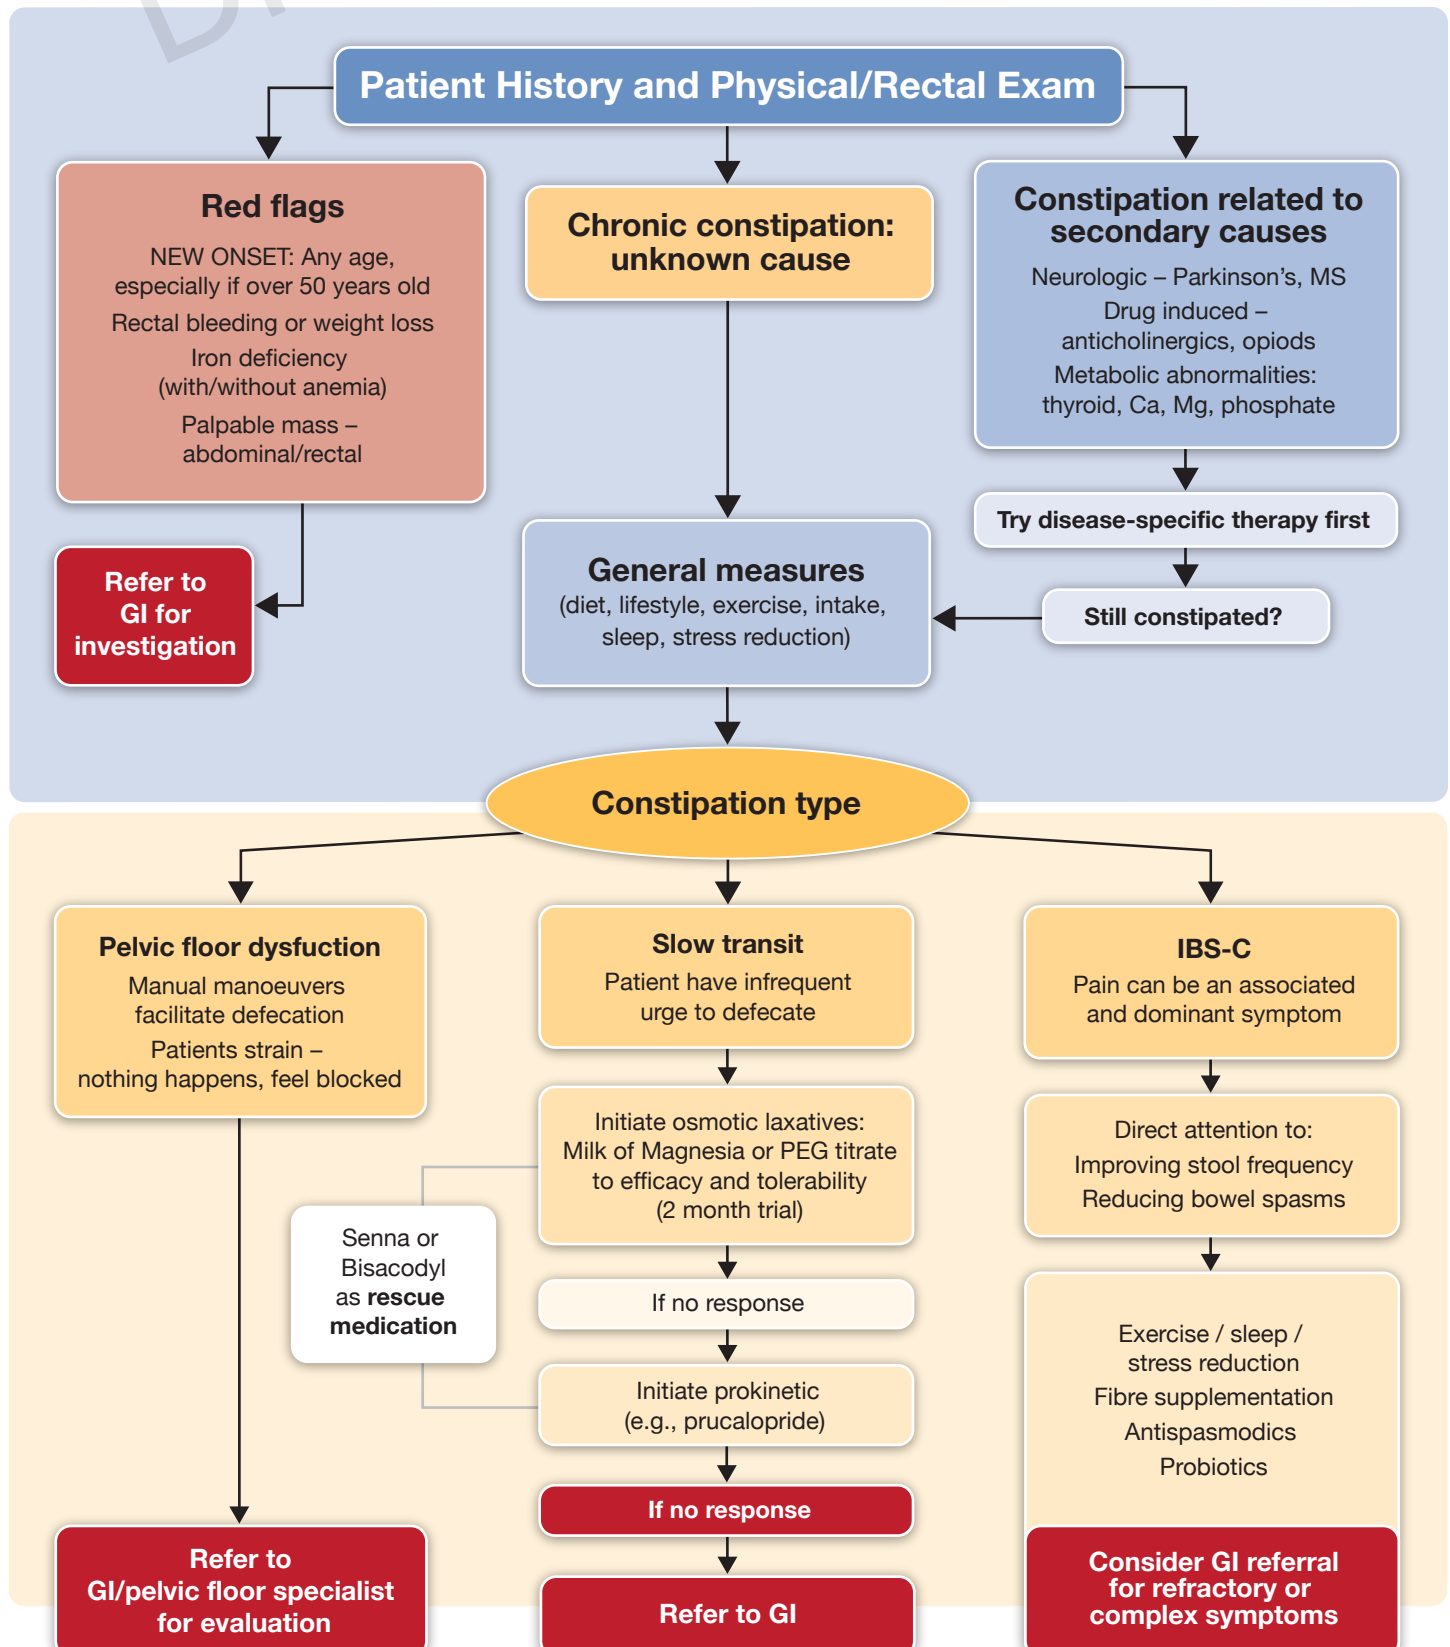 Patient History and Physical/Rectal Exam
Red flags
NEW ONSET: Any age,
especially if over 50 years old
Rectal bleeding or weight loss
Iron deficiency
(with/without anemia)
Palpable mass –
abdominal/rectal
Refer to
GI for
investigation
Chronic constipation:
unknown cause
Constipation related to
secondary causes
Neurologic – Parkinson's, MS
Drug induced –
anticholinergics, opiods
Metabolic abnormalities:
thyroid, Ca, Mg, phosphate
Try disease-specific therapy first
Still constipated?
General measures
(diet, lifestyle, exercise, intake,
sleep, stress reduction)
Constipation type
Pelvic floor dysfuction
Manual manoeuvers
facilitate defecation
Patients strain –
nothing happens, feel blocked
Refer to
GI/pelvic floor specialist
for evaluation
Slow transit
Patient have infrequent
urge to defecate
Initiate osmotic laxatives:
Milk of Magnesia or PEG titrate
to efficacy and tolerability
(2 month trial)
Senna or
Bisacodyl
as rescue
medication
If no response
Initiate prokinetic
(e.g., prucalopride)
If no response
Refer to GI
IBS-C
Pain can be an associated
and dominant symptom
Direct attention to:
Improving stool frequency
Reducing bowel spasms
Exercise / sleep /
stress reduction
Fibre supplementation
Antispasmodics
Probiotics
Consider GI referral
for refractory or
complex symptoms